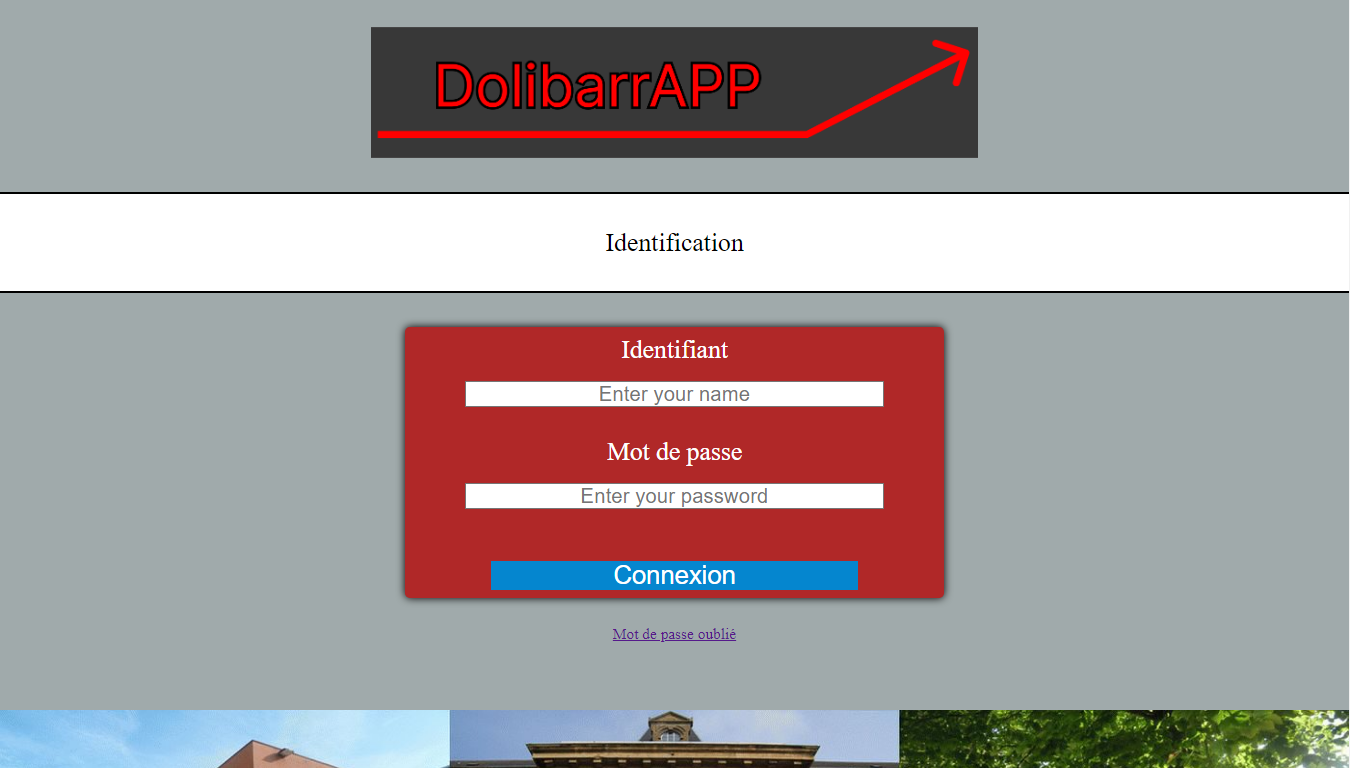 DolibarrAPP
Identification
Identifiant
Enter your name
Mot de passe
Enter your password
Connexion
Mot de passe oublié